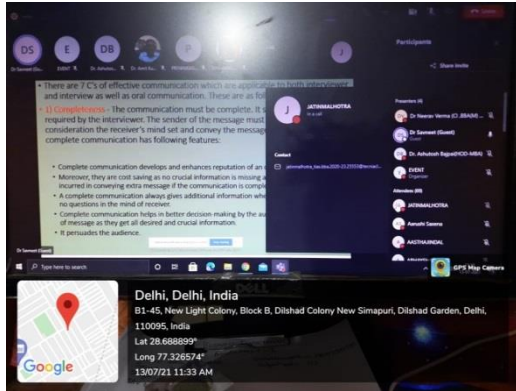 Participants
DS
E
DB
P
J
Share invite
• There are 7 C's of effective communication which are applicable to both interviewer
and interview as well as oral communication. These are as
1) Completeness - The communication must be complete. It
required by the interviewer. The sender of the message must
consideration the receiver's mind set and convey the message
complete communication has following features:
• Complete communication develops and enhances reputation of an
• Moreover, they are cost saving as no crucial information is missing
incurred in conveying extra message if the communication is
• A complete communication always gives additional information
no questions in the mind of receiver.
• Complete communication helps in better decision-making by the
of message as they get all desired and crucial information.
• It persuades the audience.
J
JATINMALHOTRA
In a call
Contact
Presenters (4)
Dr Neerav Verma
Dr Sarmeet (Guest)
Guest
Dr. Ashutosh Bajpai(HOD-MBA)
EVENT
Organizer
JATINMALHOTRA
Aarushi Saxena
AASTHAJINDAL
Dr Sarmeet (Guest)
Type here to search
DELL
GPS Map Camera
Google
Delhi, Delhi, India
B1-45, New Light Colony, Block B, Dilshad Colony New Simapuri, Dilshad Garden, Delhi,
110095, India
Lat 28.688899°
Long 77.326574°
13/07/21 11:33 AM